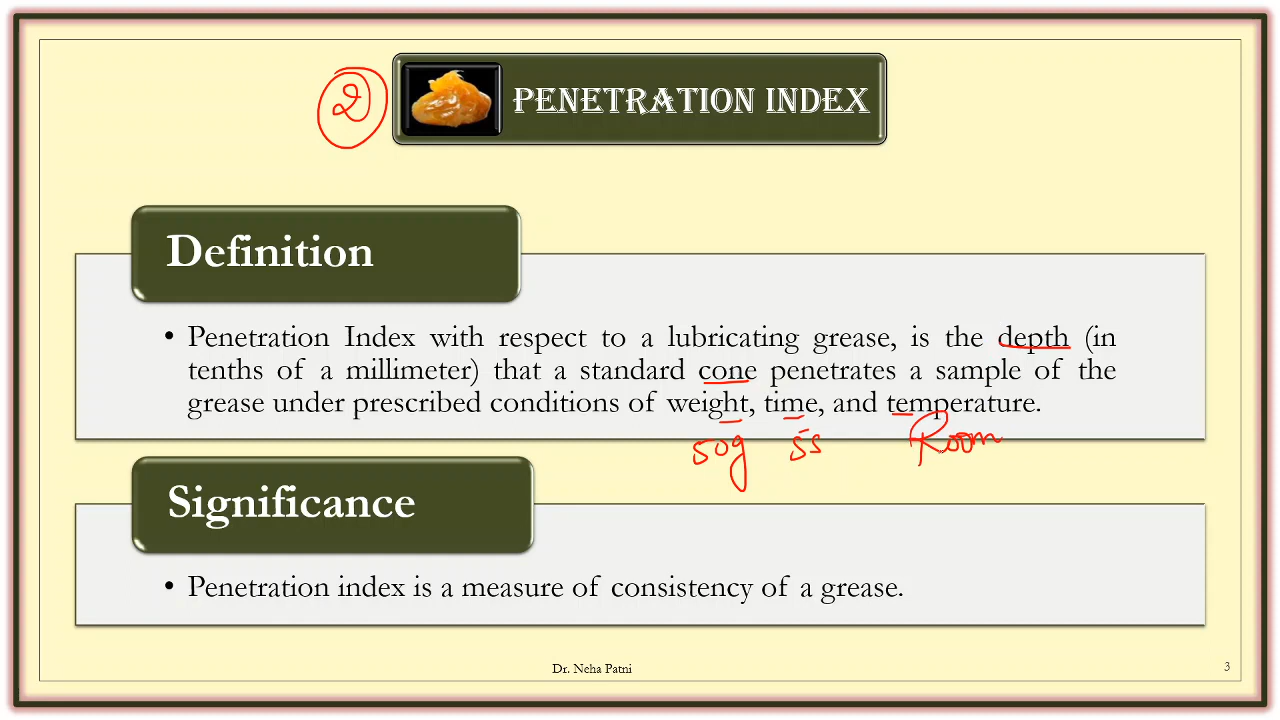 2
PENETRATION INDEX
Definition
• Penetration Index with respect to a lubricating grease, is the depth (in
tenths of a millimeter) that a standard cone penetrates a sample of the
grease under prescribed conditions of weight, time, and temperature.
50g 5s Room
Significance
• Penetration index is a measure of consistency of a grease.
Dr. Neha Patni
3